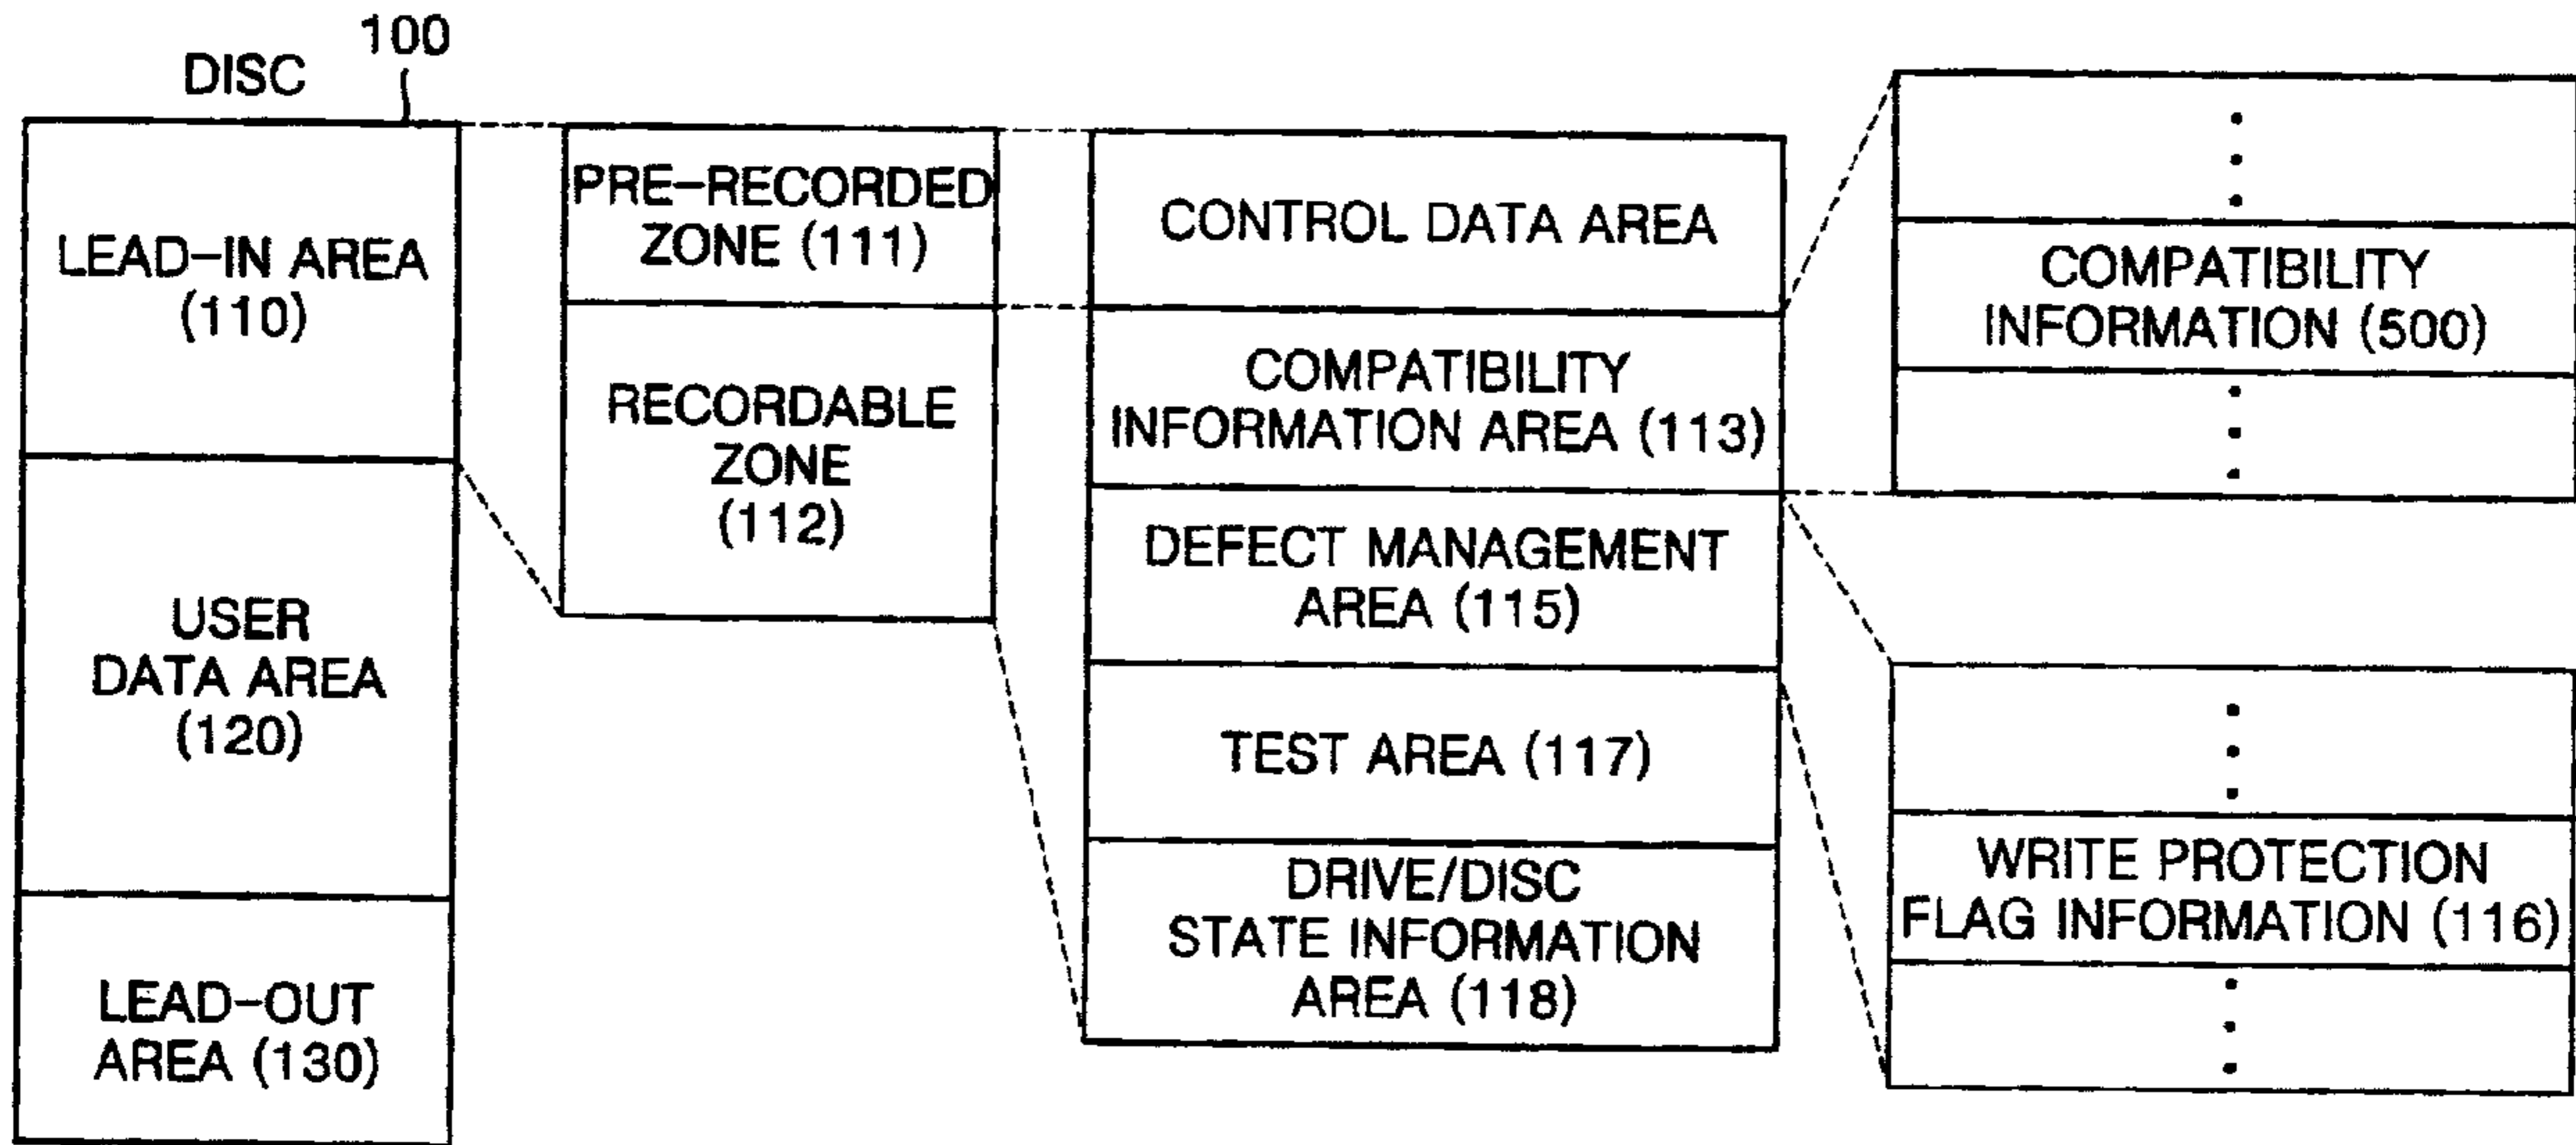 DISC
100
LEAD-IN AREA
(110)
USER
DATA AREA
(120)
LEAD-OUT
AREA (130)
PRE-RECORDED
ZONE (111)
RECORDABLE
ZONE
(112)
CONTROL DATA AREA
COMPATIBILITY
INFORMATION AREA (113)
DEFECT MANAGEMENT
AREA (115)
TEST AREA (117)
DRIVE/DISC
STATE INFORMATION
AREA (118)
COMPATIBILITY
INFORMATION (500)
WRITE PROTECTION
FLAG INFORMATION (116)